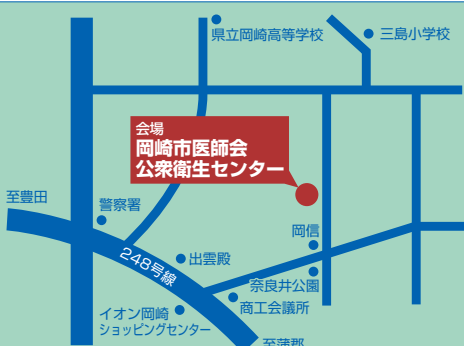 県立岡崎高等学校
三島小学校
会場
岡崎市医師会
公衆衛生センター
至豊田
警察署
岡信
248号線
出雲殿
奈良井公園
商工会議所
イオン岡崎
ショッピングセンター
至蒲郡